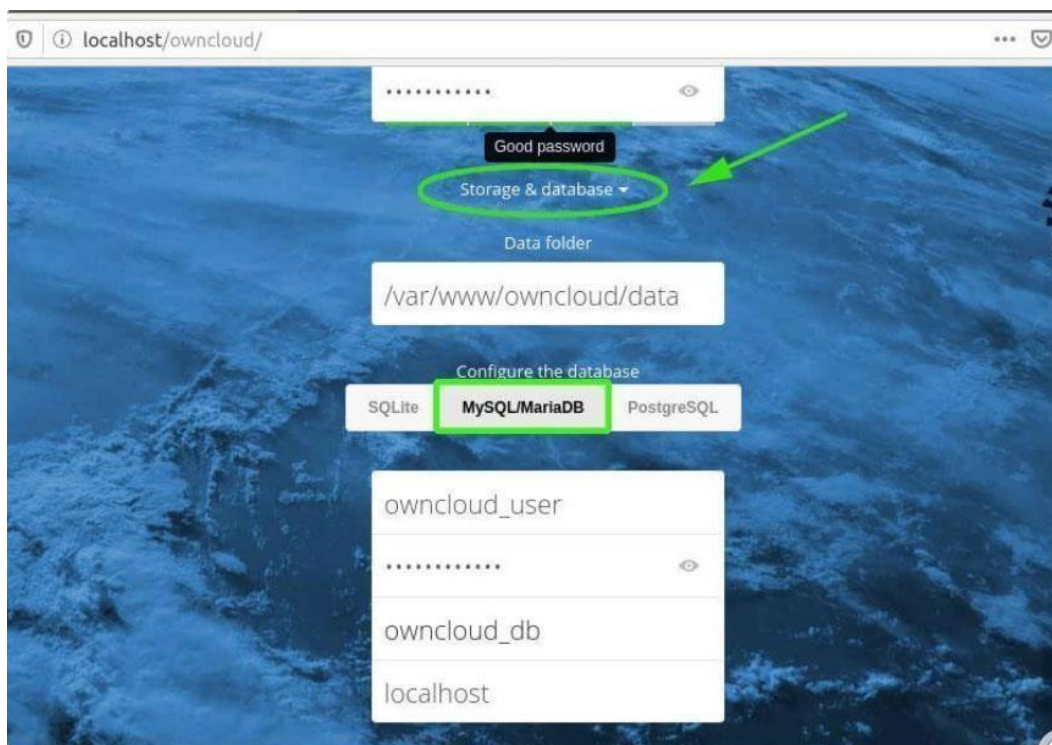 localhost/owncloud/
•••••••••••
Good password
Storage & database
Data folder
/var/www/owncloud/data
Configure the database
SQLite MySQL/MariaDB PostgreSQL
owncloud_user
••••••••••••
owncloud_db
localhost